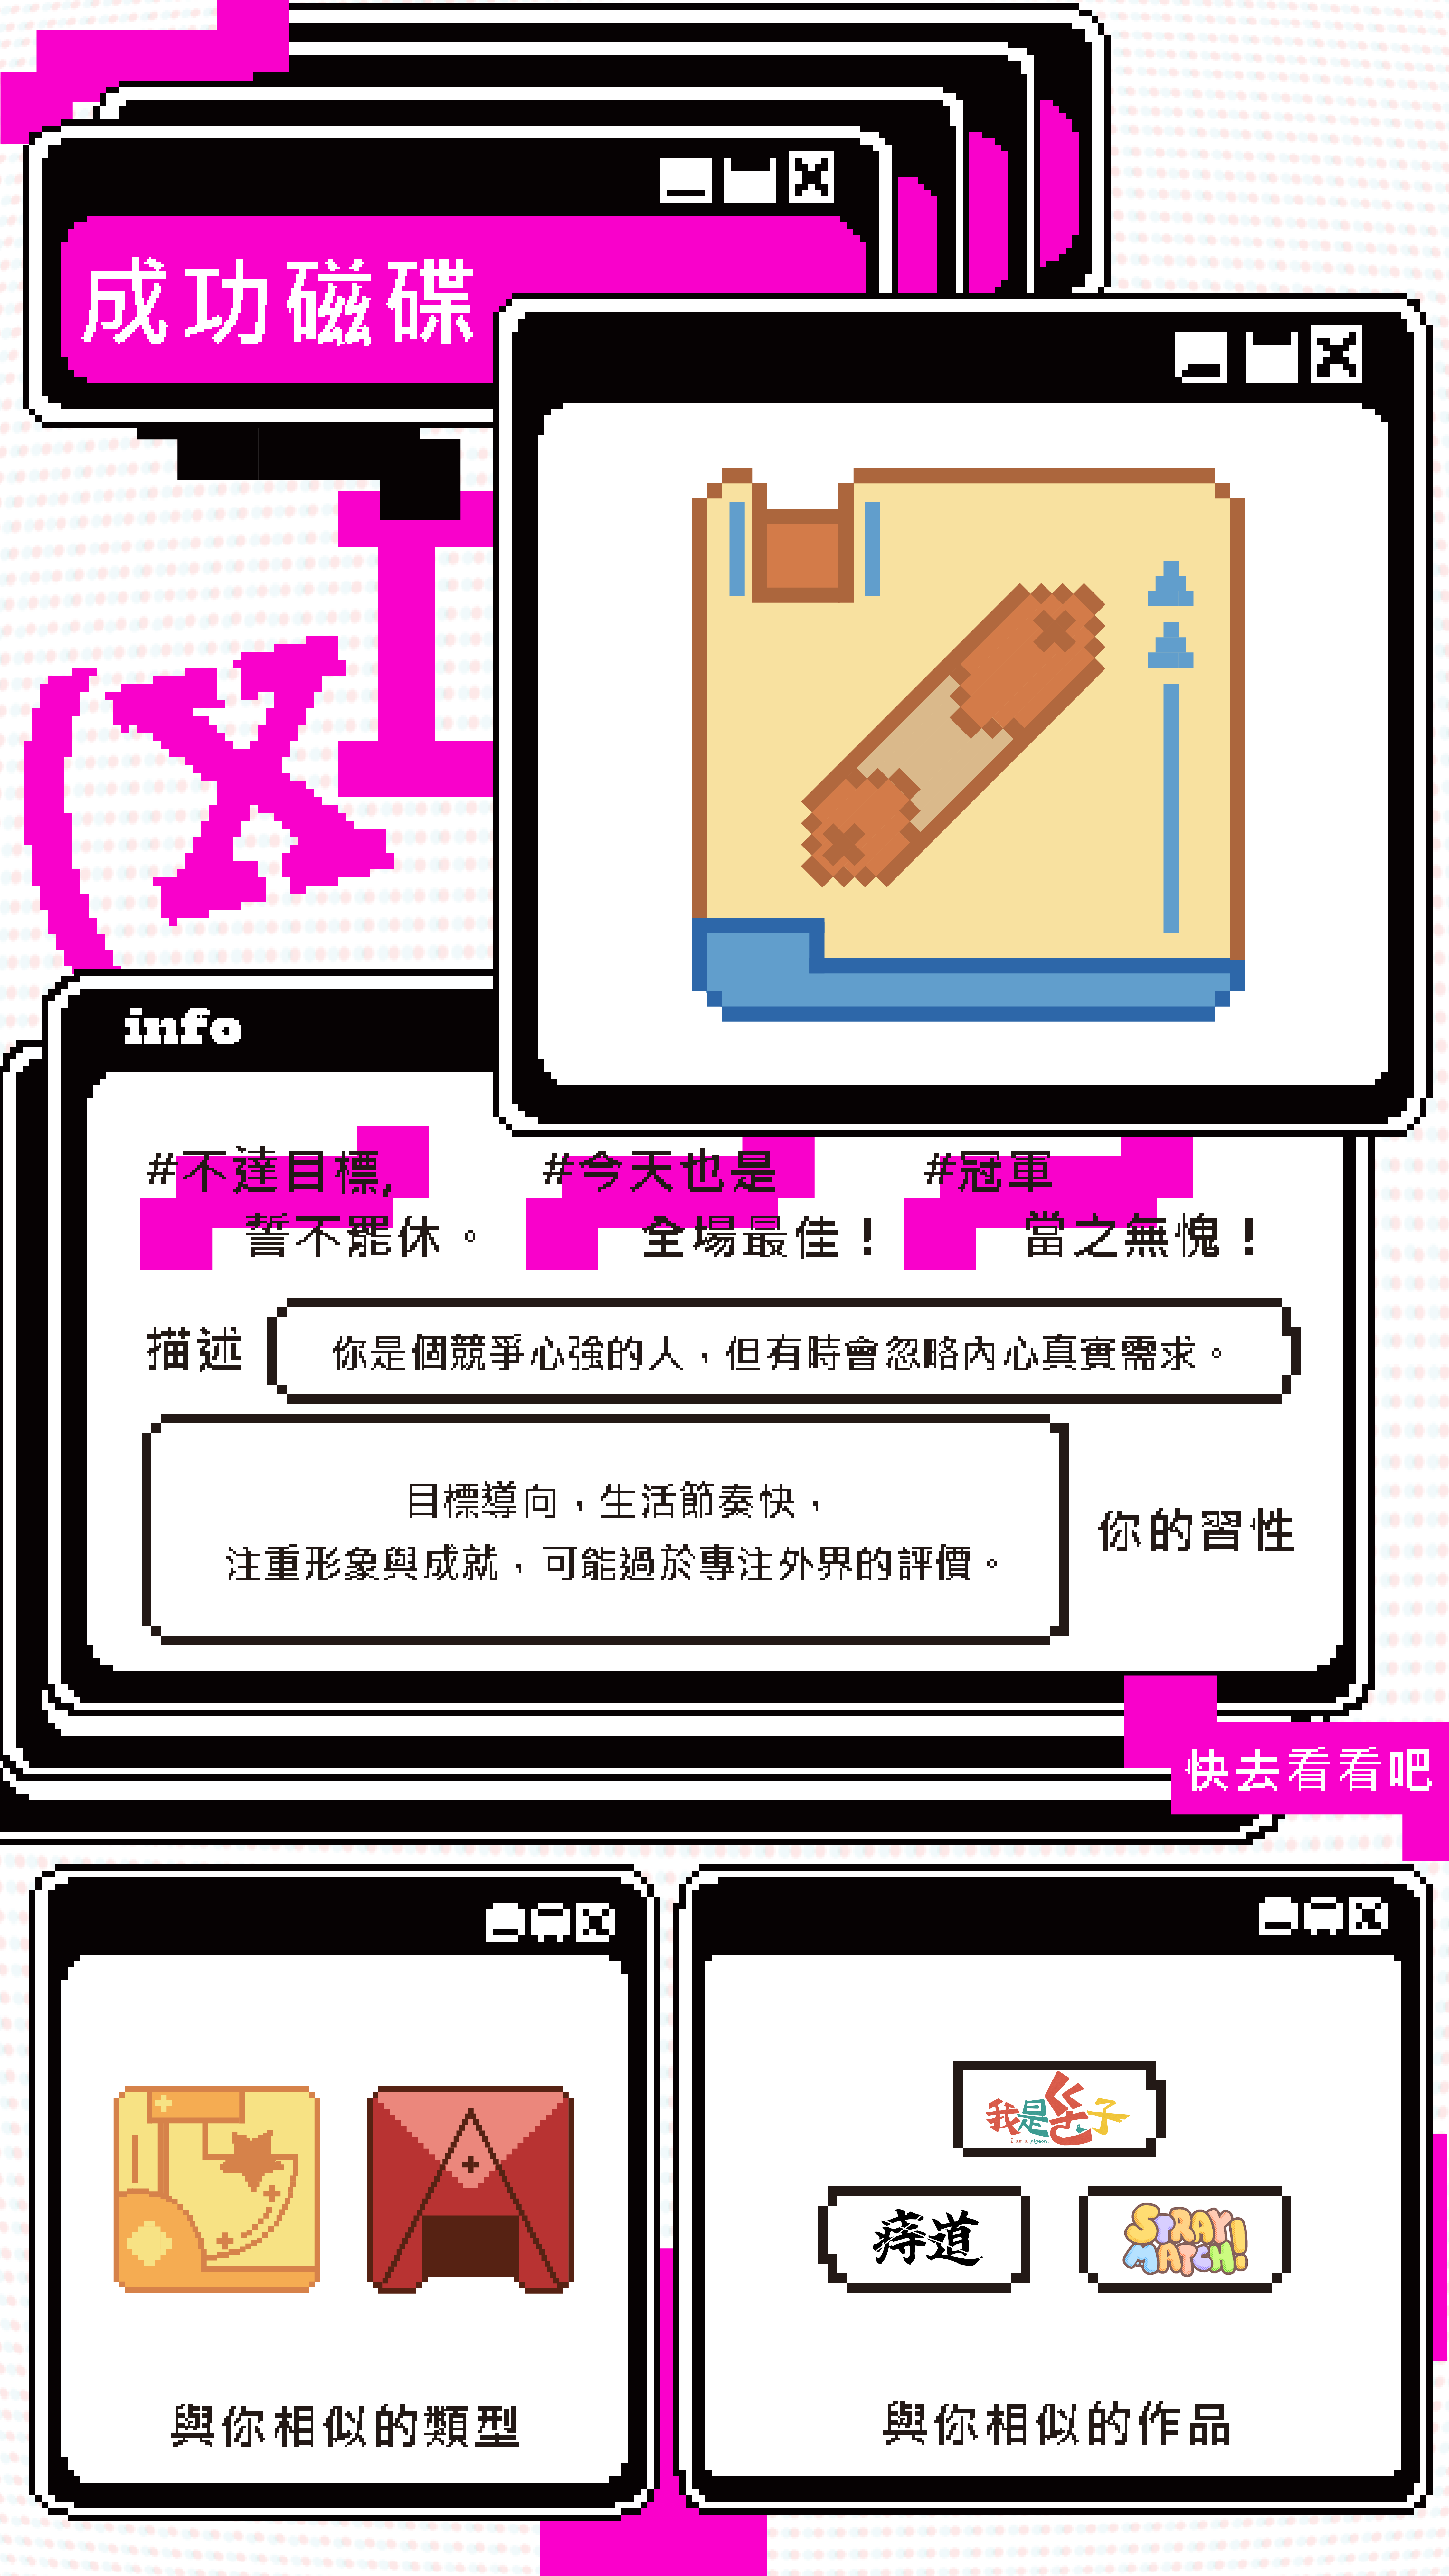 成功磁碟
info
#不達目標,
誓不罷休。
#今天也是
全場最佳！
#冠軍
當之無愧！
描述
你是個競爭心強的人，但有時會忽略內心真實需求。
目標導向，生活節奏快，
注重形象與成就，可能過於專注外界的評價。
你的習性
快去看看吧
與你相似的類型
I am a pigeon.
痔道
STRAY
MATCH!
與你相似的作品